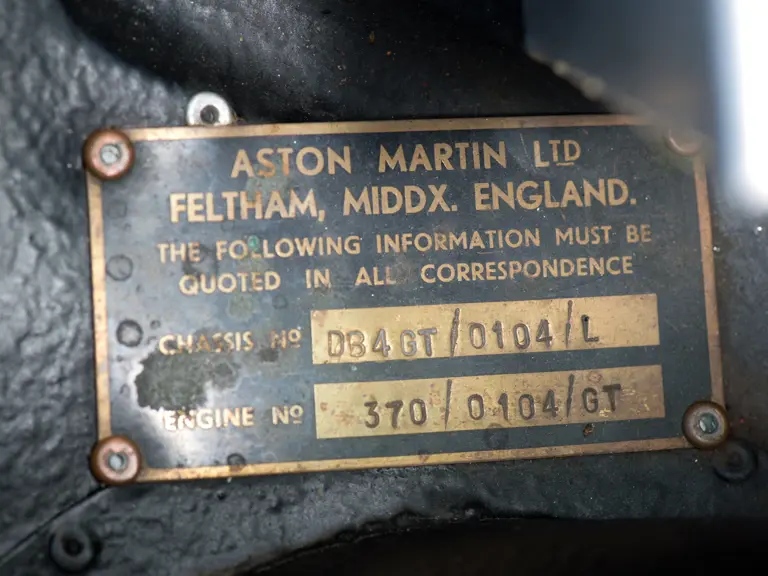 ASTON MARTIN LTD
FELTHAM, MIDDX. ENGLAND.
THE FOLLOWING INFORMATION MUST BE
QUOTED IN ALL CORRESPONDENCE
CHASSIS Nº DB4GT/0104/L
ENGINE Nº 370/0104/GT